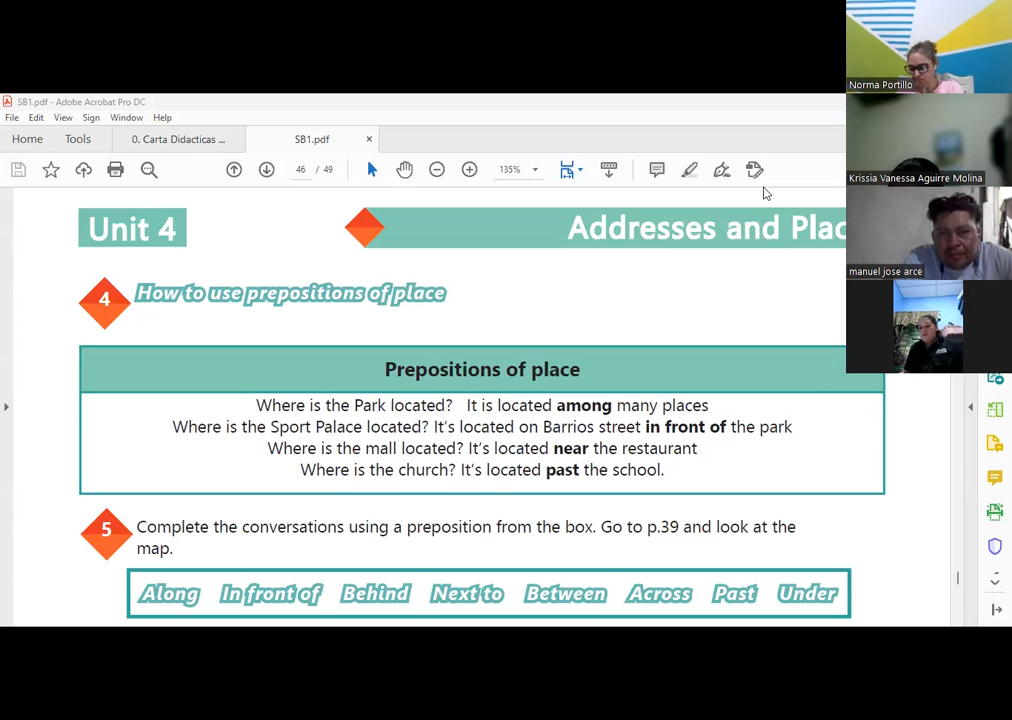 SB1.pdf - Adobe Acrobat Pro DC
File Edit View Sign Window Help
Home Tools 0. Carta Didacticas ... SB1.pdf ×
46 / 49 135%
Unit 4
Addresses and Plac
4 How to use prepositions of place
Prepositions of place
Where is the Park located? It is located among many places
Where is the Sport Palace located? It's located on Barrios street in front of the park
Where is the mall located? It's located near the restaurant
Where is the church? It's located past the school.
5 Complete the conversations using a preposition from the box. Go to p.39 and look at the
map.
Along In front of Behind Next to Between Across Past Under
Norma Portillo
Krissia Vanessa Aguirre Molina
manuel jose arce